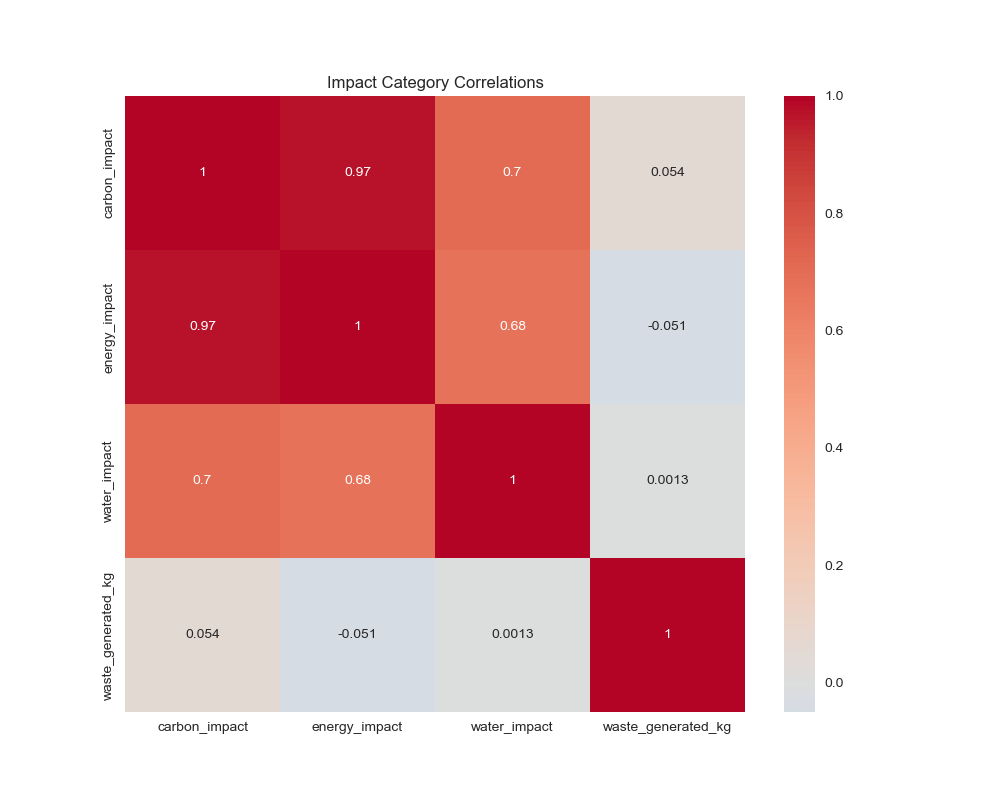 Impact Category Correlations
carbon_impact
1 0.97 0.7 0.054
energy_impact
0.97 1 0.68 -0.051
water_impact
0.7 0.68 1 0.0013
waste_generated_kg
0.054 -0.051 0.0013 1
carbon_impact energy_impact water_impact waste_generated_kg
1.0
0.8
0.6
0.4
0.2
0.0